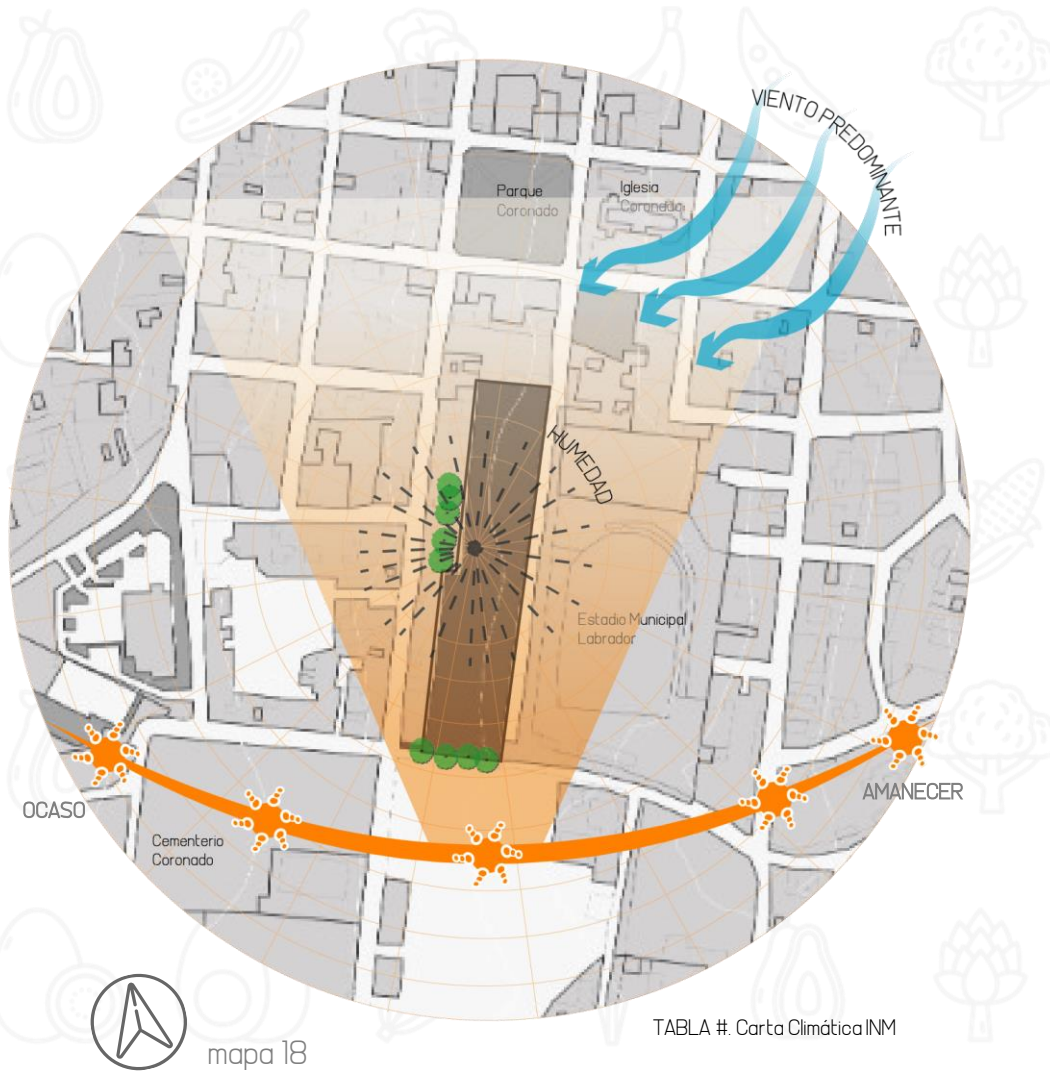 VIENTO PREDOMINANTE
Parque
Coronado
Iglesia
Coronado
HUMEDAD
Estadio Municipal
Labrador
AMANECER
OCASO
Cementerio
Coronado
TABLA #. Carta Climática INM
mapa 18